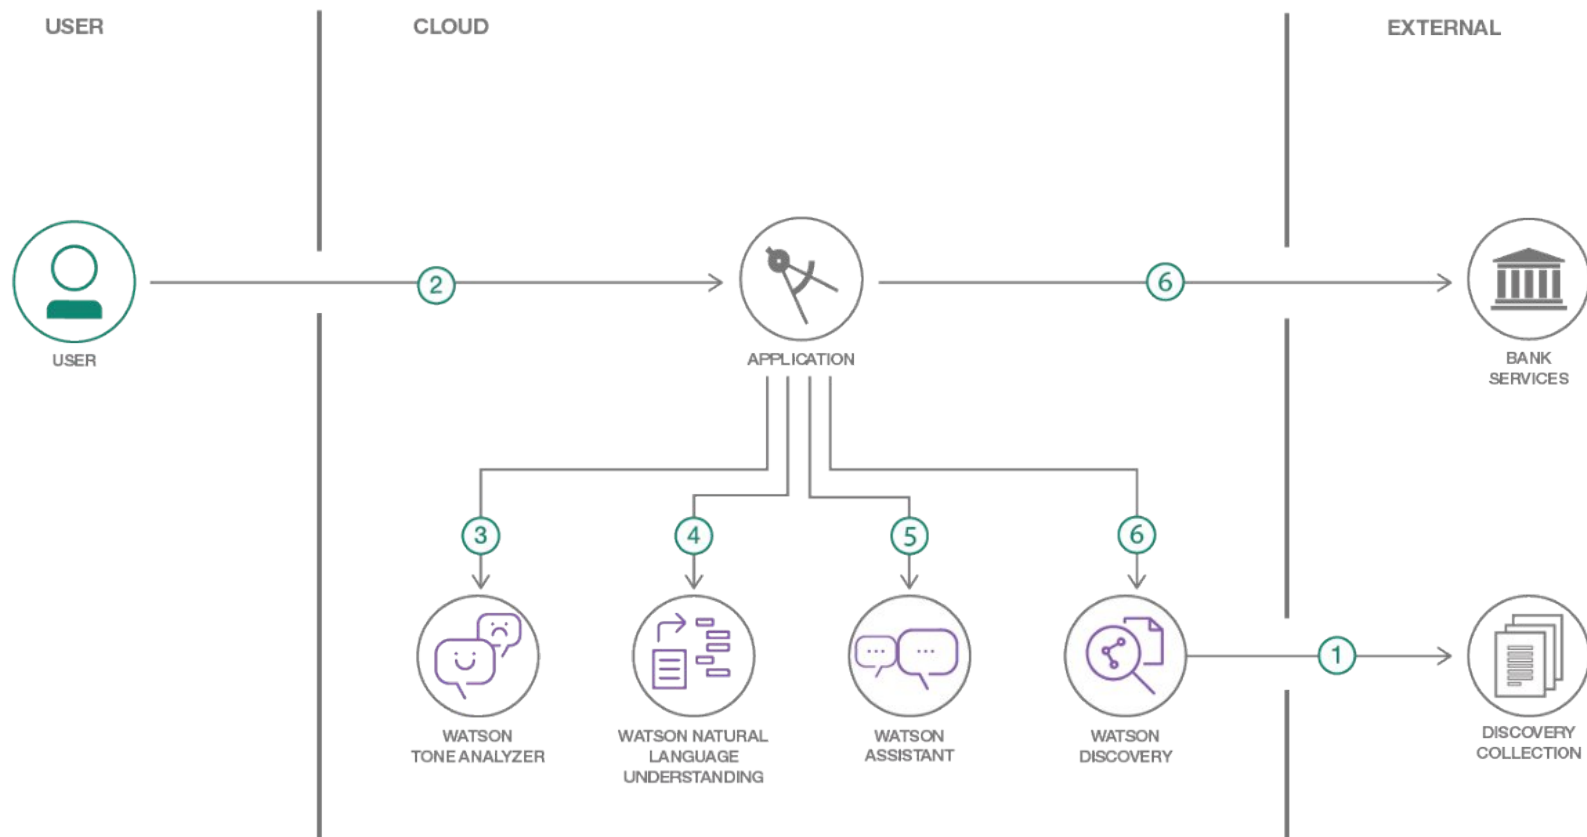 USER
CLOUD
EXTERNAL
2
6
USER
APPLICATION
BANK
SERVICES
3
4
5
6
1
WATSON
TONE ANALYZER
WATSON NATURAL
LANGUAGE
UNDERSTANDING
WATSON
ASSISTANT
WATSON
DISCOVERY
DISCOVERY
COLLECTION